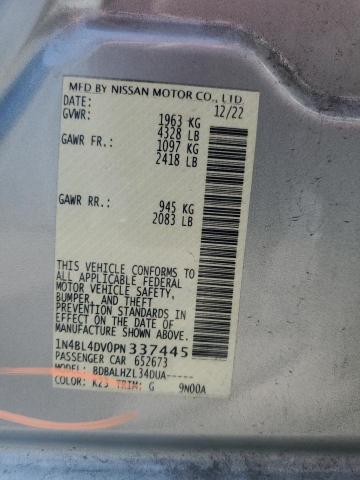 MFD BY NISSAN MOTOR CO., LTD.
DATE: 12/22
GVWR: 1963 KG
4328 LB
GAWR FR.: 1097 KG
2418 LB
GAWR RR.: 945 KG
2083 LB
THIS VEHICLE CONFORMS TO
ALL APPLICABLE FEDERAL
MOTOR VEHICLE SAFETY,
BUMPER, AND THEFT
PREVENTION STANDARDS
IN EFFECT ON THE DATE OF
MANUFACTURE SHOWN ABOVE.
1N4BL4DV0PN337445
PASSENGER CAR 652673
MODEL: BDBALHZL34DUA-----
COLOR: K23 TRIM: G 9N00A